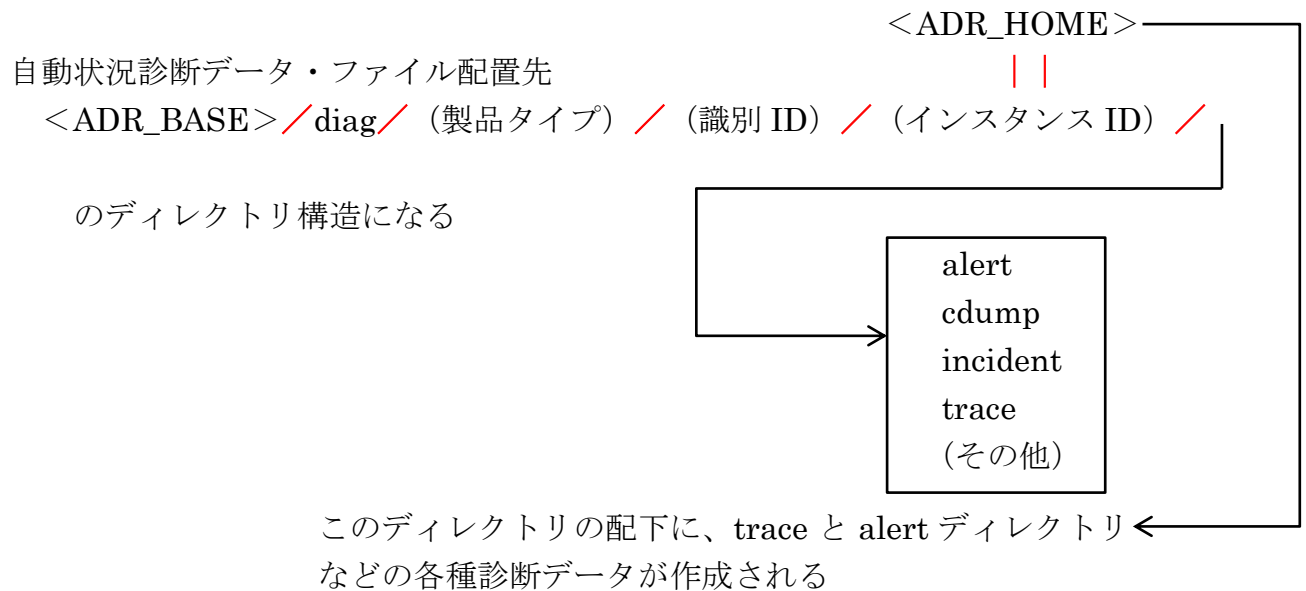 <ADR_HOME>
自動状況診断データ・ファイル配置先
||
<ADR_BASE>/diag/(製品タイプ)/(識別 ID)/(インスタンス ID)/
のディレクトリ構造になる
alert
cdump
incident
trace
(その他)
このディレクトリの配下に、trace と alert ディレクトリ
などの各種診断データが作成される